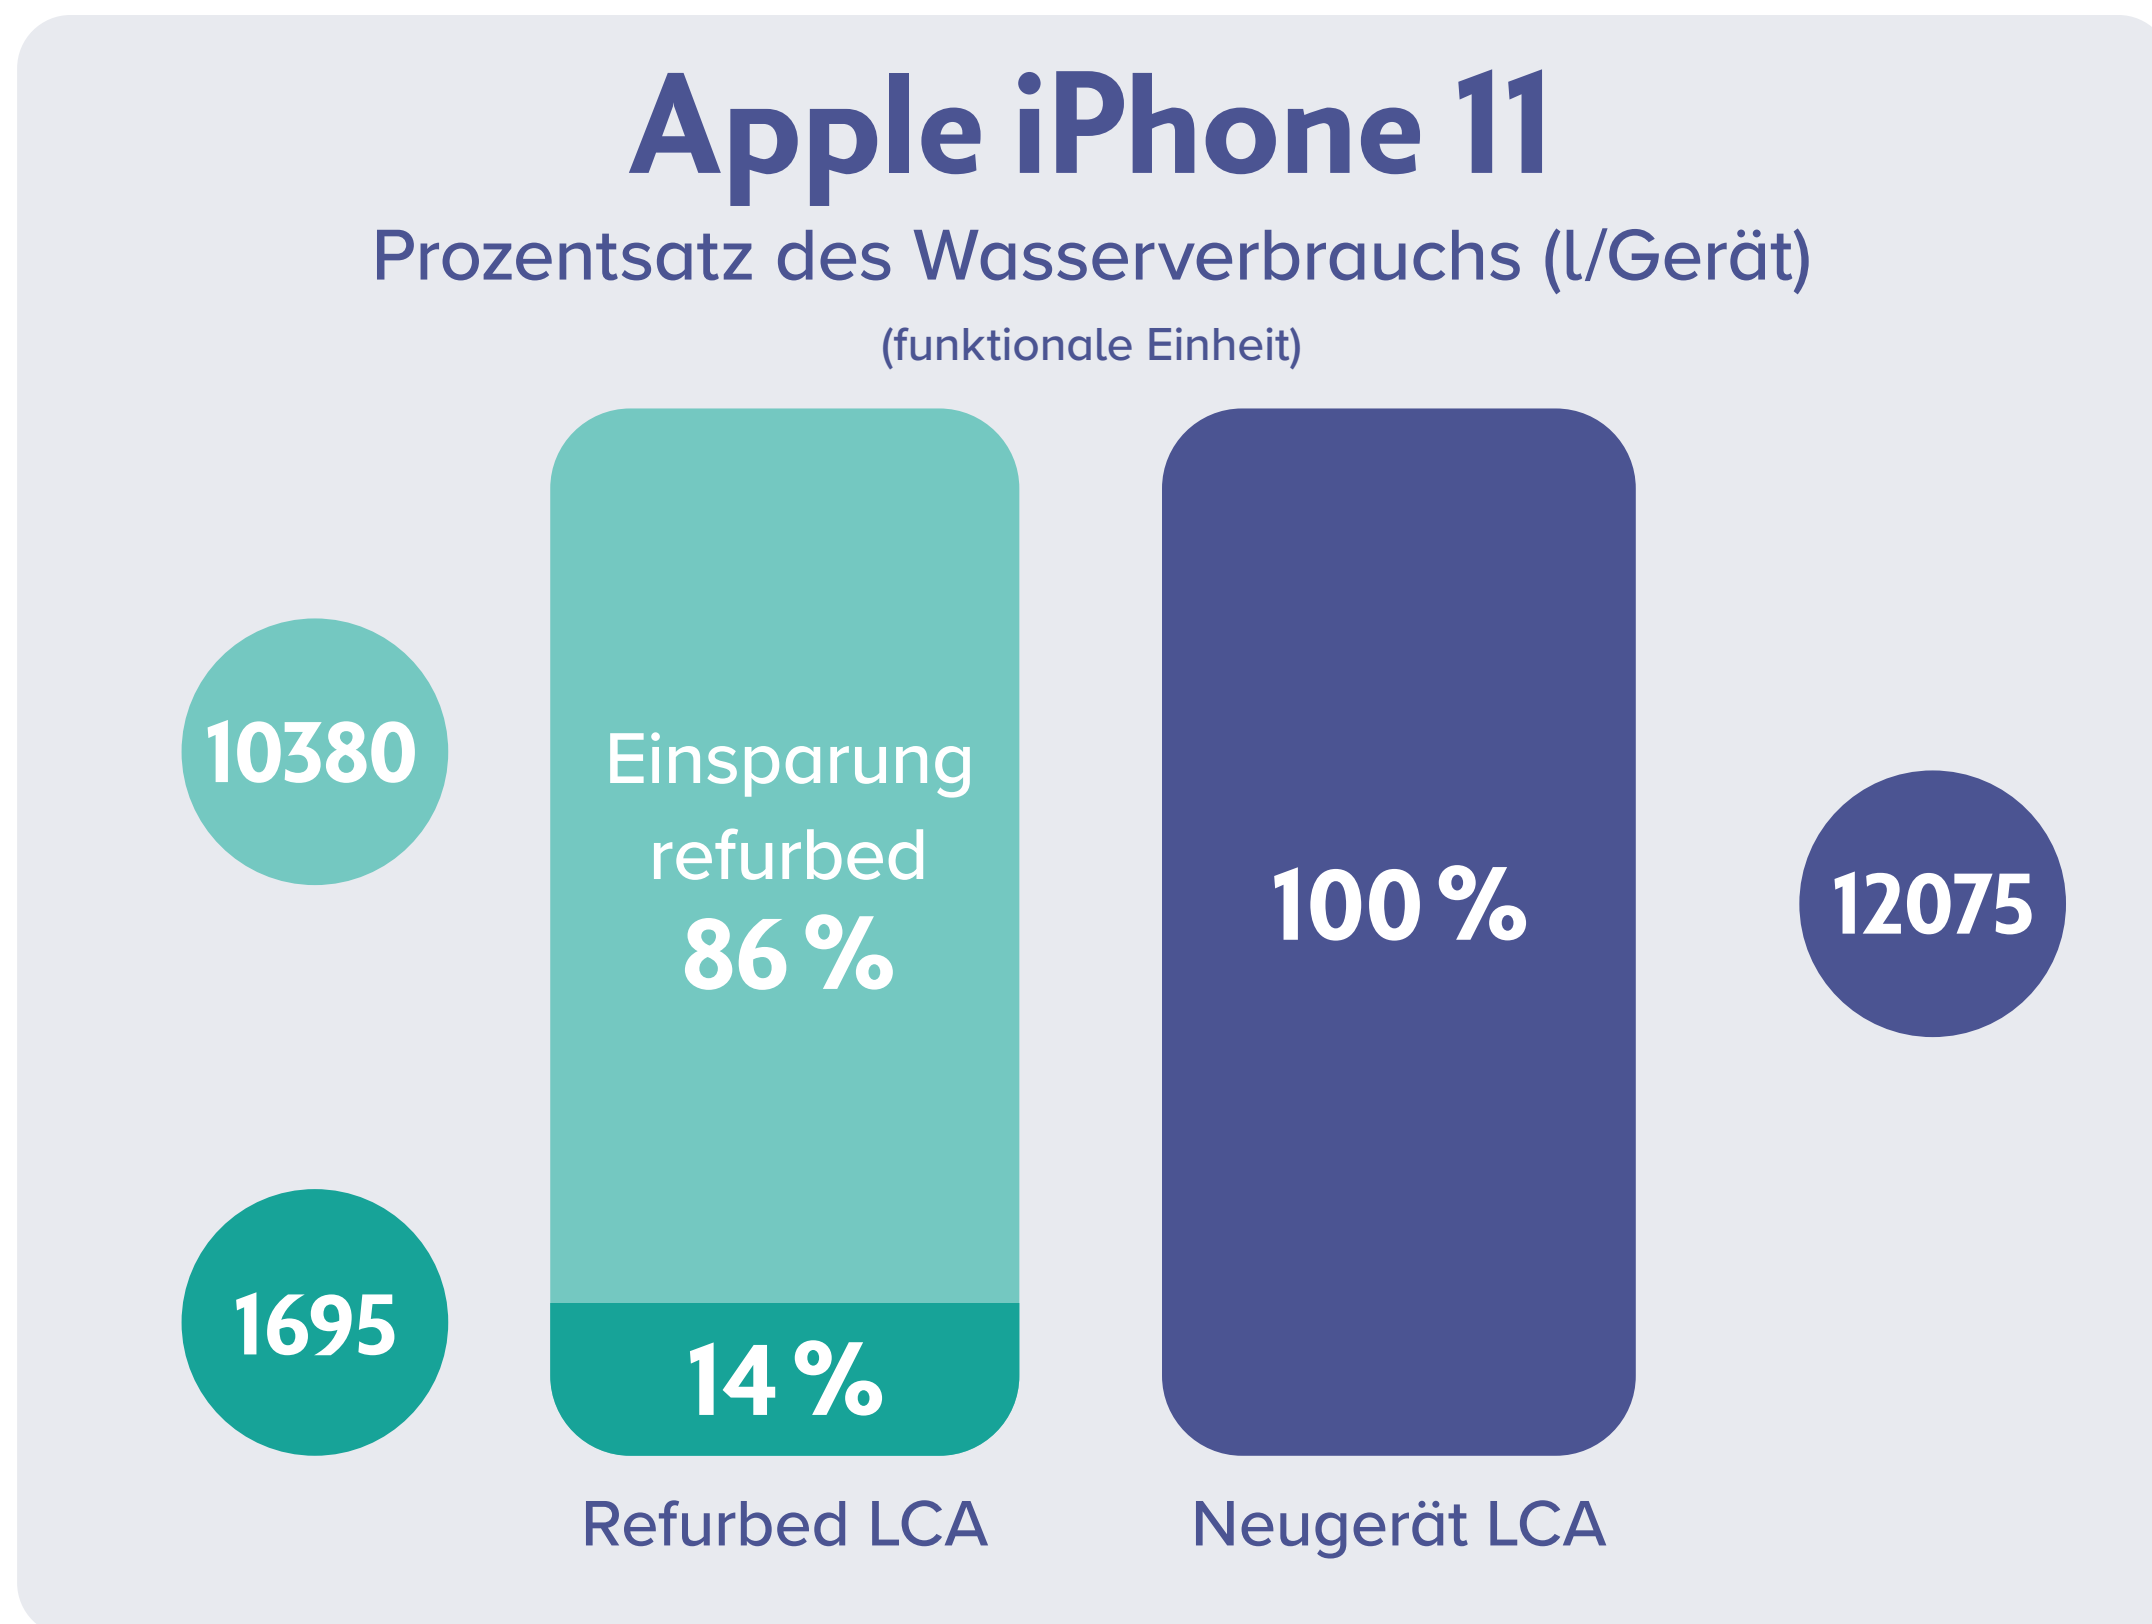 Apple iPhone 11
Prozentsatz des Wasserverbrauchs (l/Gerät)
(funktionale Einheit)
10380
Einsparung
refurbed
86 %
100 %
12075
1695
14 %
Refurbed LCA
Neugerät LCA